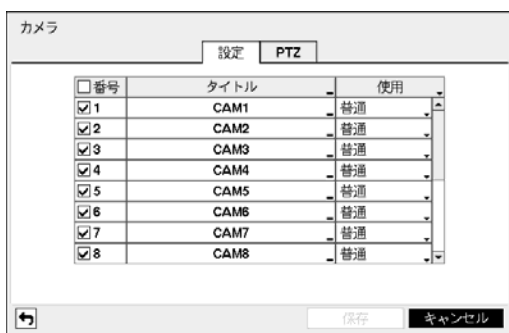 カメラ
設定 PTZ
番号 タイトル 使用
1 CAM1 普通
2 CAM2 普通
3 CAM3 普通
4 CAM4 普通
5 CAM5 普通
6 CAM6 普通
7 CAM7 普通
8 CAM8 普通
保存 キャンセル